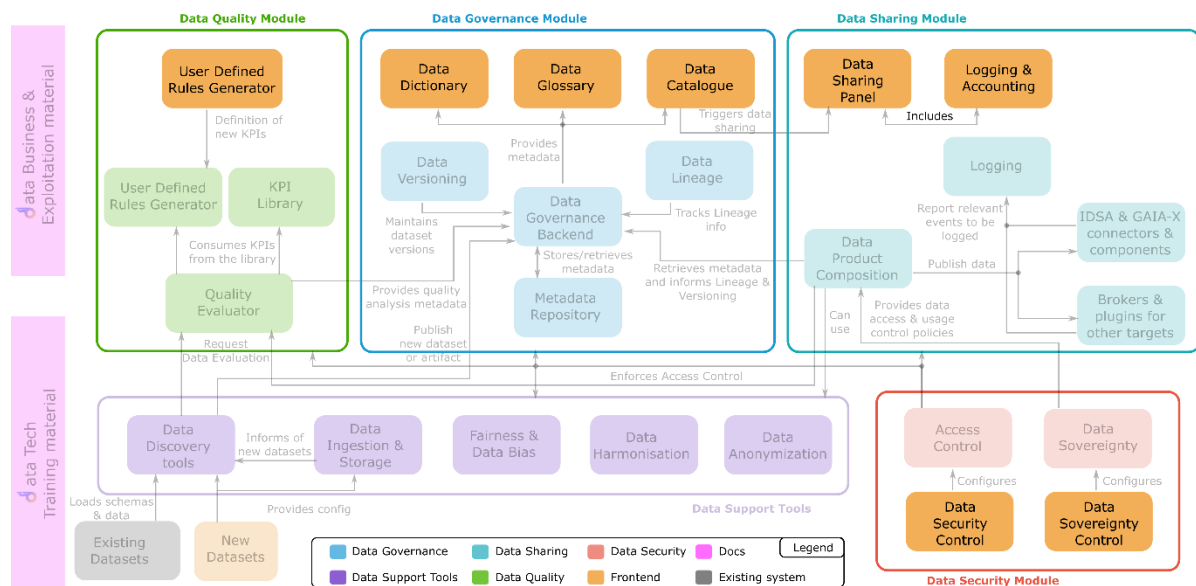 Data Quality Module
Data Governance Module
Data Sharing Module
ata Business &
Exploitation material
ata Tech
Training material
User Defined
Rules Generator
Definition of
new KPIs
User Defined
Rules Generator
KPI
Library
Consumes KPIs
from the library
Quality
Evaluator
Request
Data Evaluation
Data
Dictionary
Data
Glossary
Data
Catalogue
Provides
metadata
Triggers data
sharing
Data
Versioning
Data
Lineage
Data
Governance
Backend
Maintains
dataset
versions
Tracks Lineage
info
Stores/retrieves
metadata
Metadata
Repository
Provides quality
analysis metadata
Retrieves metadata
and informs Lineage &
Versioning
Publish
new dataset
or artifact
Enforces Access Control
Data
Sharing
Panel
Logging &
Accounting
Includes
Logging
Report relevant
events to be
logged
IDSA & GAIA-X
connectors &
components
Data
Product
Composition
Publish data
Brokers &
plugins for
other targets
Can
use
Provides data
access & usage
control policies
Data
Discovery
tools
Informs of
new datasets
Data
Ingestion &
Storage
Fairness &
Data Bias
Data
Harmonisation
Data
Anonymization
Data Support Tools
Loads schemas
& data
Provides config
Existing
Datasets
New
Datasets
Access
Control
Data
Sovereignty
Configures
Configures
Data
Security
Control
Data
Sovereignty
Control
Data Security Module
Legend
Data Governance
Data Sharing
Data Security
Docs
Data Support Tools
Data Quality
Frontend
Existing system